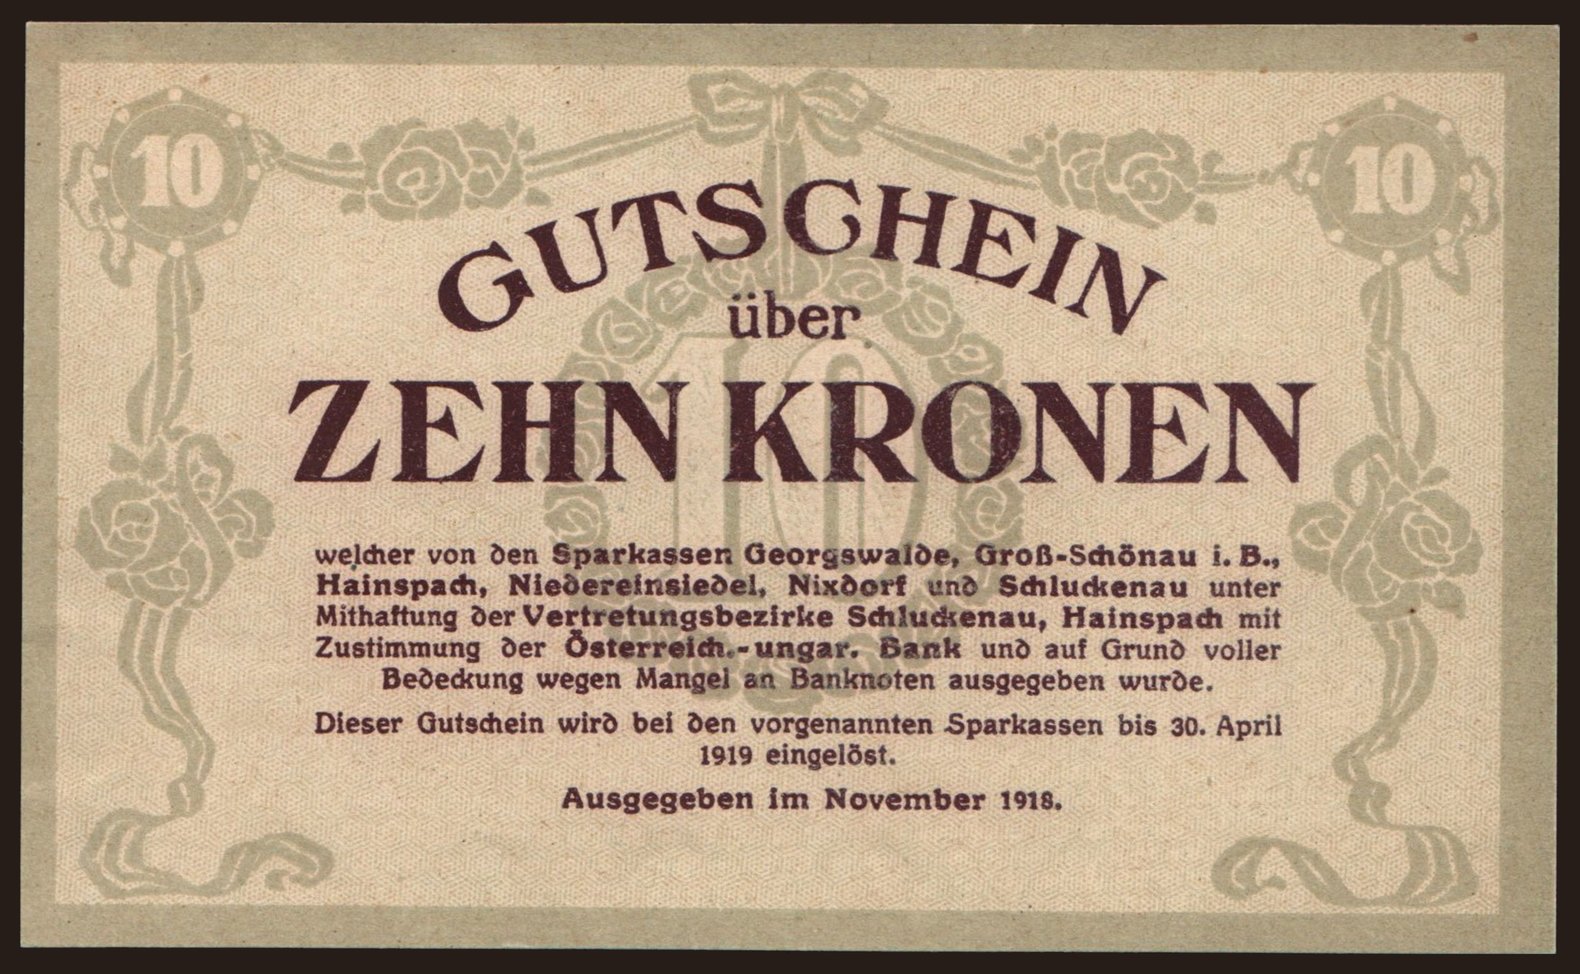 10 10
GUTSCHEIN
über
10
ZEHN KRONEN
welcher von den Sparkassen Georgswalde, Groß-Schönau i. B.,
Hainspach, Niedereinsiedel, Nixdorf und Schluckenau unter
Mithaftung der Vertretungsbezirke Schluckenau, Hainspach mit
Zustimmung der Österreich.-ungar. Bank und auf Grund voller
Bedeckung wegen Mangel an Banknoten ausgegeben wurde.
Dieser Gutschein wird bei den vorgenannten Sparkassen bis 30. April
1919 eingelöst.
Ausgegeben im November 1918.